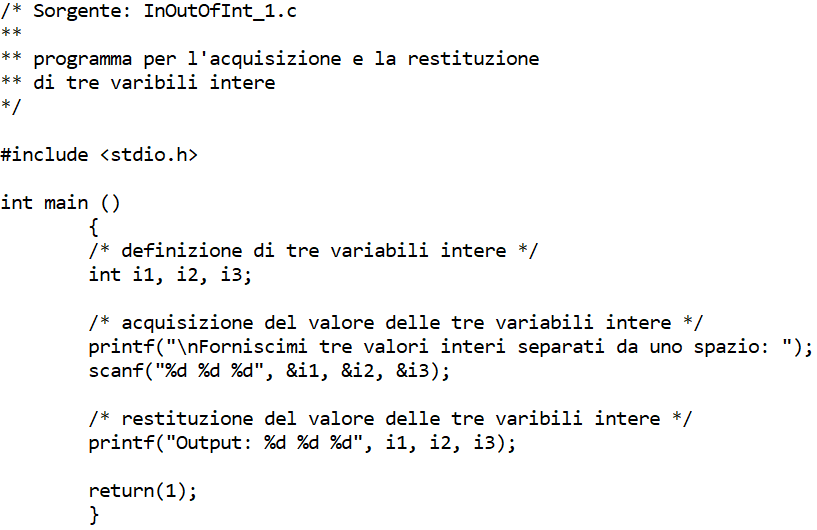 /* Sorgente: InOutOfInt_1.c
**
** programma per l'acquisizione e la restituzione
** di tre varibili intere
*/

#include <stdio.h>

int main ()
        {
        /* definizione di tre variabili intere */
        int i1, i2, i3;

        /* acquisizione del valore delle tre variabili intere */
        printf("\nForniscimi tre valori interi separati da uno spazio: ");
        scanf("%d %d %d", &i1, &i2, &i3);

        /* restituzione del valore delle tre varibili intere */
        printf("Output: %d %d %d", i1, i2, i3);

        return(1);
        }